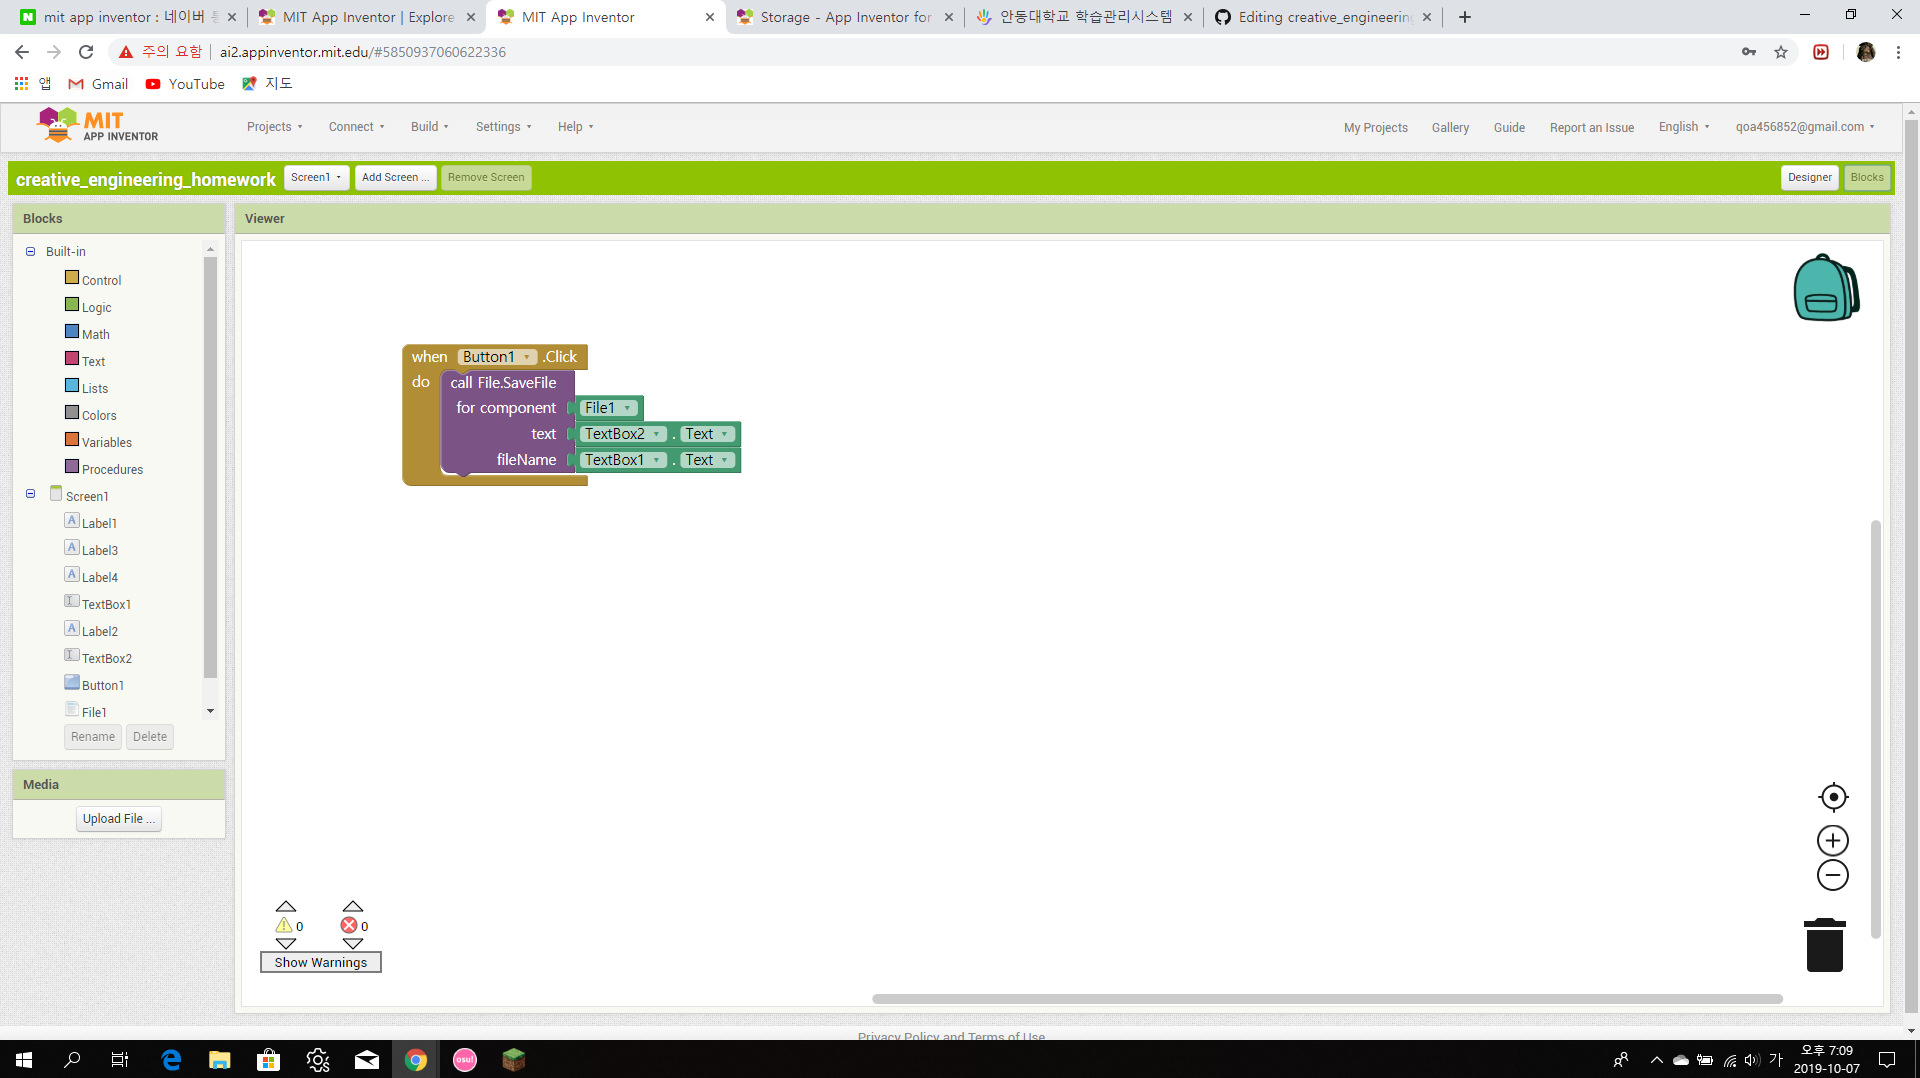 mit app inventor : 네이버
MIT App Inventor | Explore
MIT App Inventor
Storage - App Inventor for
안동대학교 학습관리시스템
Editing creative_engineering
주의 요함 | ai2.appinventor.mit.edu/#5850937060622336
앱 Gmail YouTube 지도
MIT
APP INVENTOR
Projects Connect Build Settings Help
My Projects Gallery Guide Report an Issue English qoa456852@gmail.com
creative_engineering_homework Screen1 Add Screen ... Remove Screen
Designer Blocks
Blocks
Built-in
Control
Logic
Math
Text
Lists
Colors
Variables
Procedures
Screen1
A Label1
A Label3
A Label4
TextBox1
A Label2
TextBox2
Button1
File1
Rename Delete
Media
Upload File ...
Viewer
when Button1 .Click
do call File.SaveFile
for component File1
text TextBox2 . Text
fileName TextBox1 . Text
0 0
Show Warnings
Privacy Policy and Terms of Use
osu!
가
오후 7:09
2019-10-07